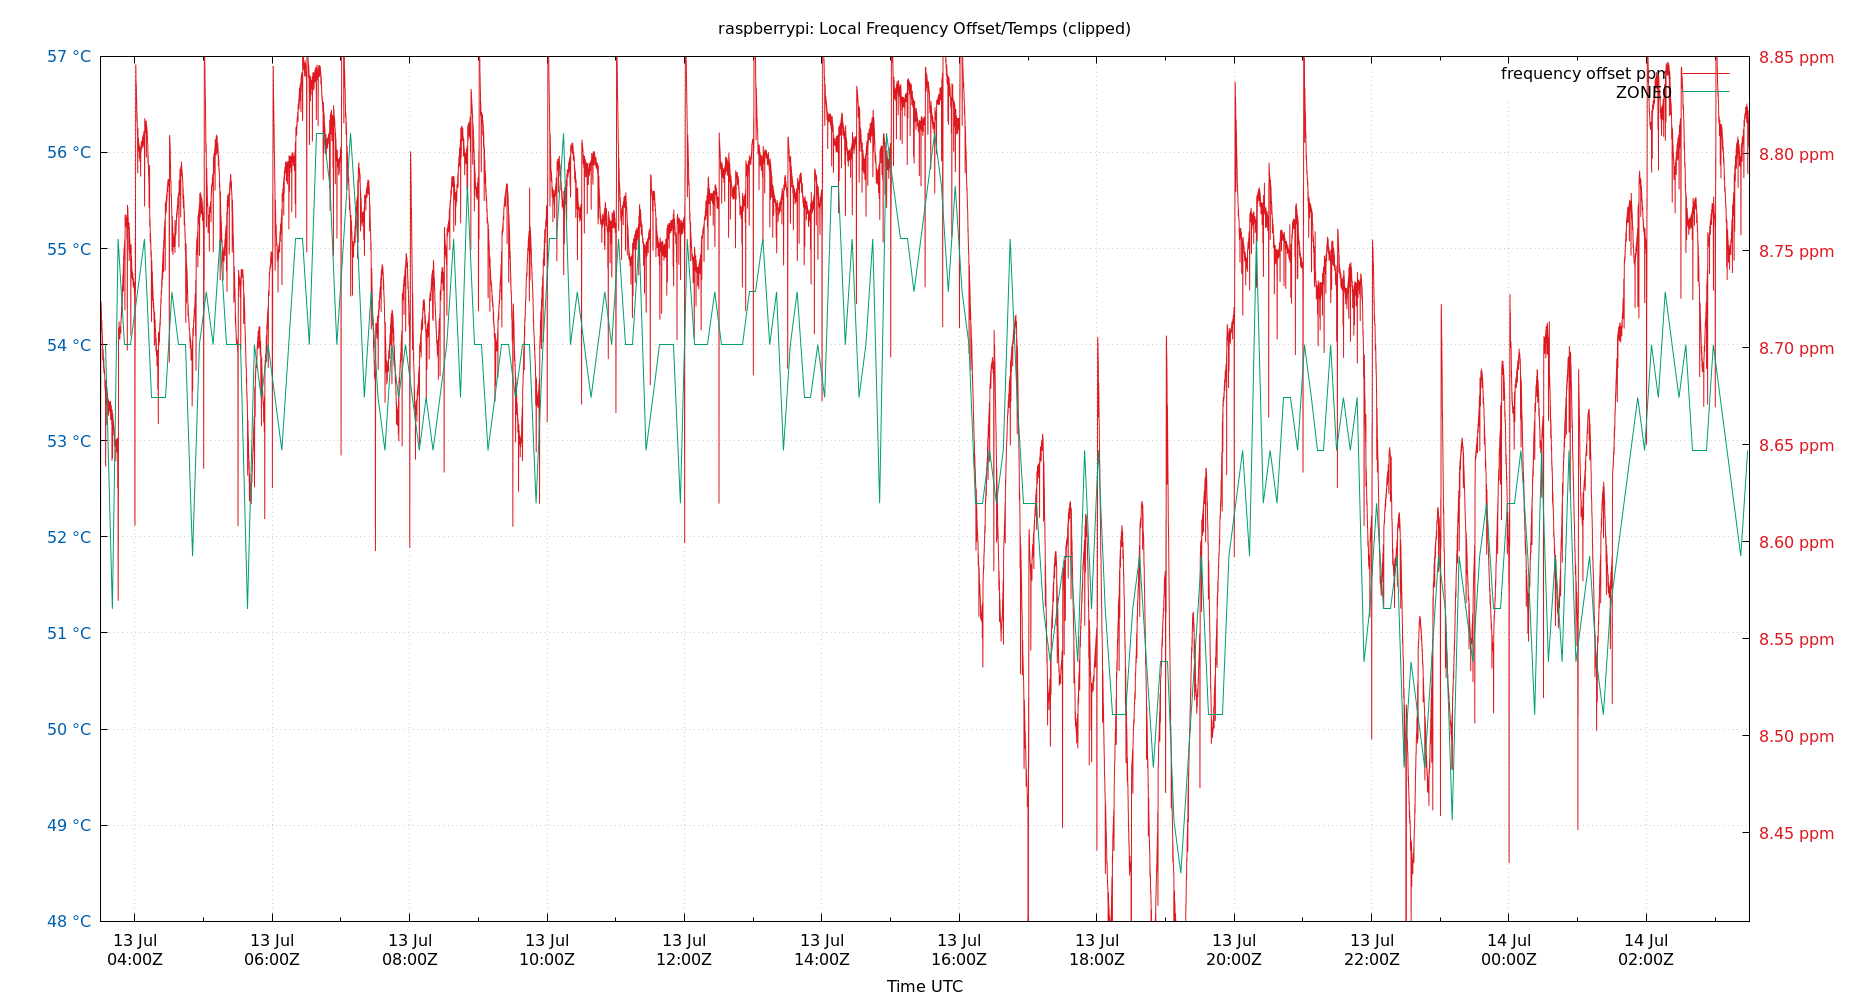 raspberrypi: Local Frequency Offset/Temps (clipped)
57 °C
56 °C
55 °C
54 °C
53 °C
52 °C
51 °C
50 °C
49 °C
48 °C
8.85 ppm
8.80 ppm
8.75 ppm
8.70 ppm
8.65 ppm
8.60 ppm
8.55 ppm
8.50 ppm
8.45 ppm
frequency offset ppm
ZONE0
13 Jul 13 Jul 13 Jul 13 Jul 13 Jul 13 Jul 13 Jul 13 Jul 13 Jul 13 Jul 14 Jul 14 Jul
04:00Z 06:00Z 08:00Z 10:00Z 12:00Z 14:00Z 16:00Z 18:00Z 20:00Z 22:00Z 00:00Z 02:00Z
Time UTC